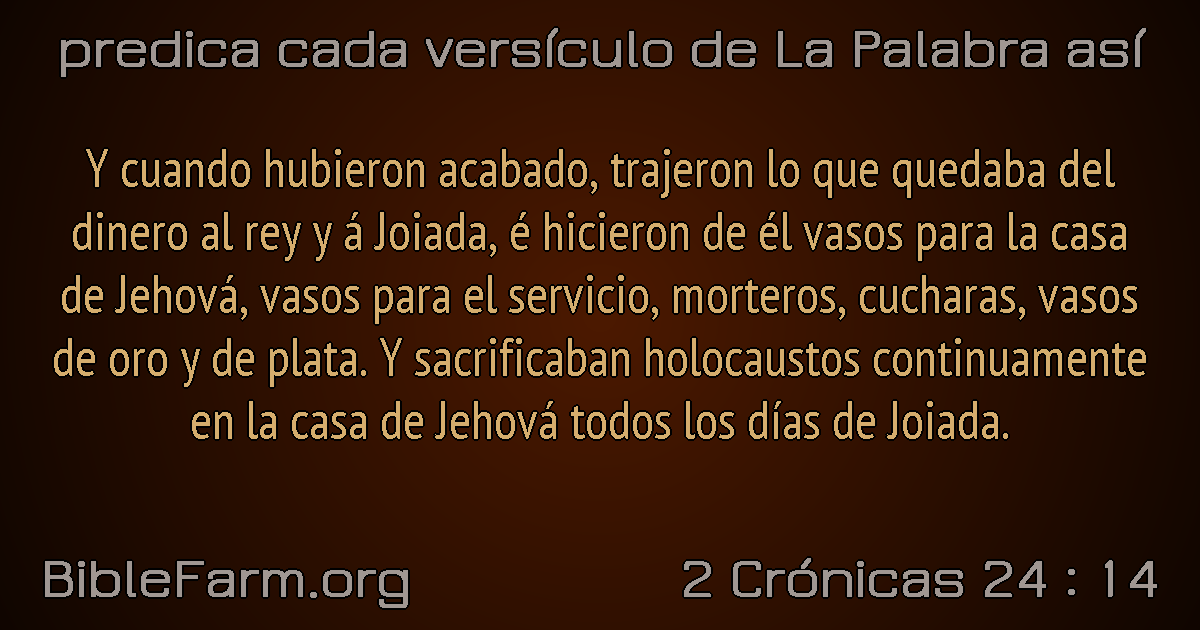 predica cada versículo de La Palabra así
Y cuando hubieron acabado, trajeron lo que quedaba del
dinero al rey y á Joiada, é hicieron de él vasos para la casa
de Jehová, vasos para el servicio, morteros, cucharas, vasos
de oro y de plata. Y sacrificaban holocaustos continuamente
en la casa de Jehová todos los días de Joiada.
BibleFarm.org
2 Crónicas 24 : 14